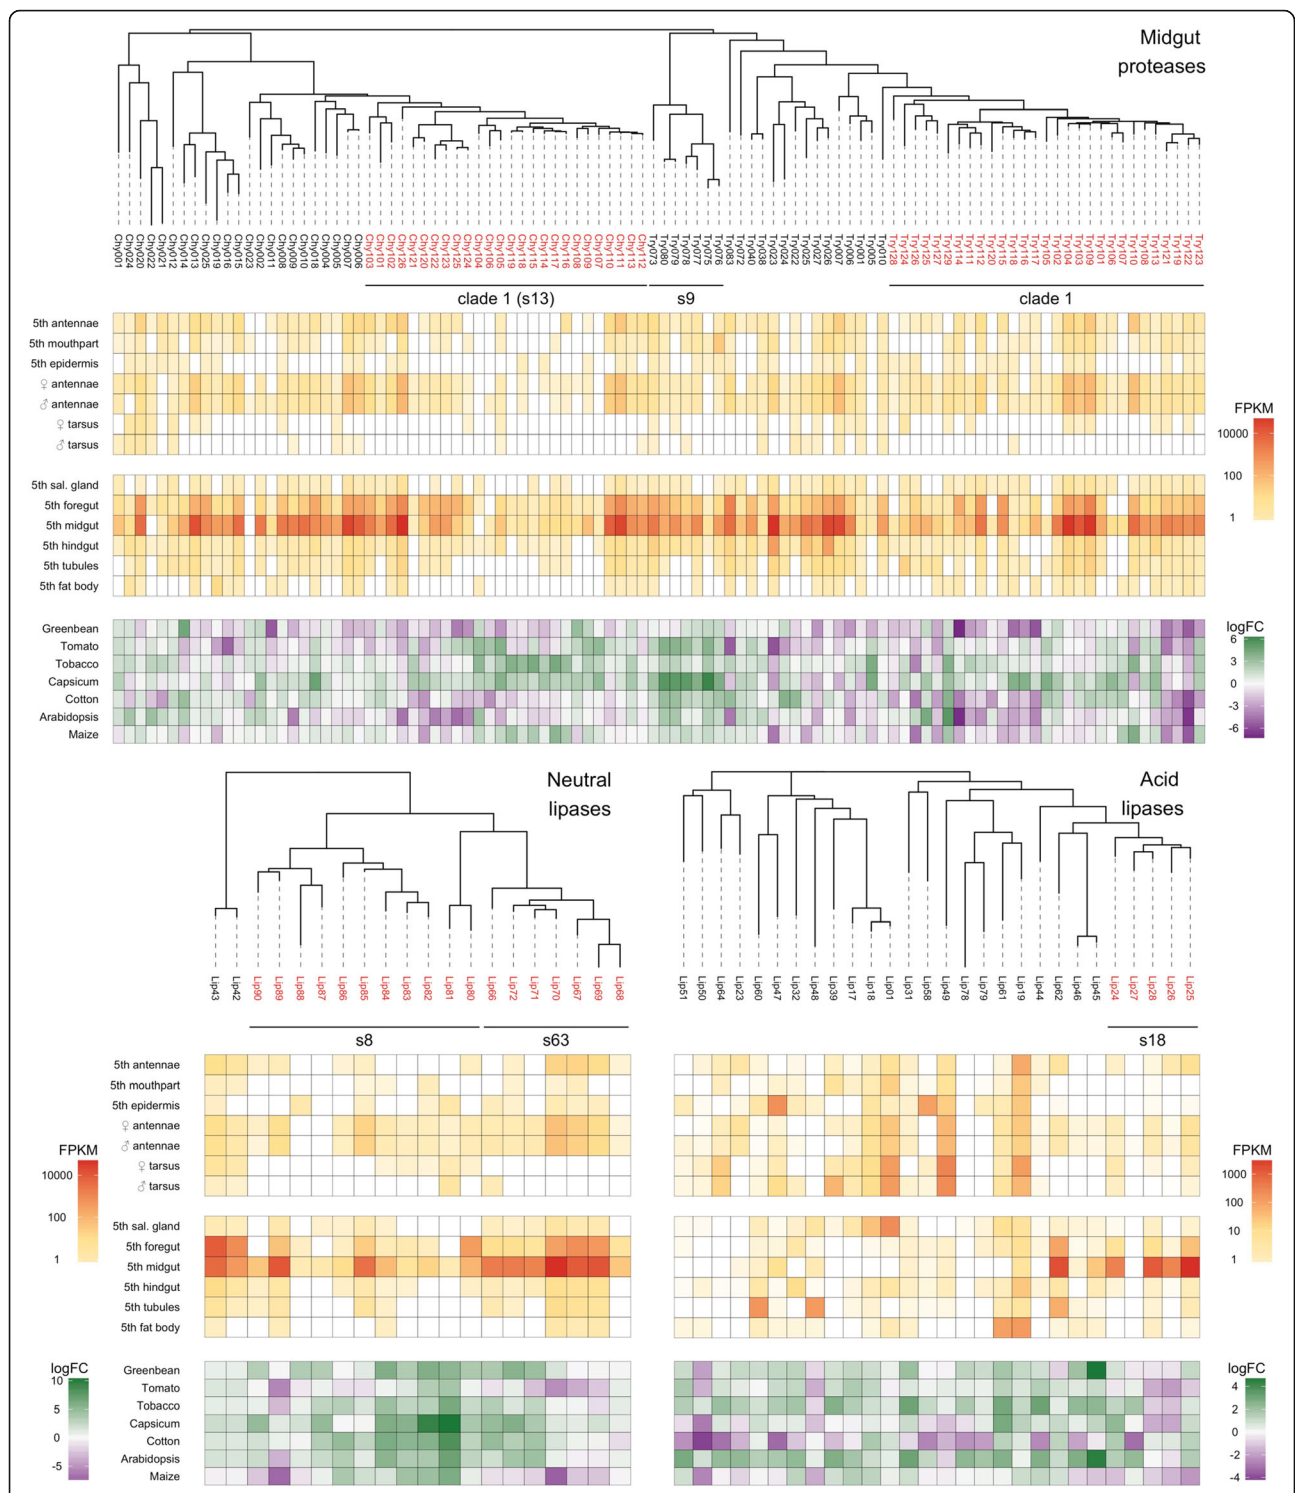 Midgut
proteases
Chy001
Chy024
Chy020
Chy022
Chy021
Chy012
Chy014
Chy013
Chy025
Chy019
Chy016
Chy017
Chy023
Chy002
Chy011
Chy008
Chy009
Chy010
Chy018
Chy004
Chy005
Chy007
Chy006
Chy103
Chy101
Chy102
Chy126
Chy121
Chy120
Chy122
Chy123
Chy125
Chy124
Chy104
Chy106
Chy105
Chy119
Chy118
Chy115
Chy114
Chy117
Chy116
Chy108
Chy109
Chy107
Chy110
Chy111
Chy113
Chy112
Try073
Try080
Try079
Try078
Try077
Try075
Try076
Try083
Try072
Try040
Try038
Try023
Try024
Try022
Try025
Try027
Try026
Try007
Try006
Try001
Try005
Try010
Try128
Try124
Try126
Try125
Try127
Try129
Try114
Try111
Try112
Try120
Try115
Try118
Try116
Try117
Try105
Try102
Try104
Try103
Try109
Try101
Try106
Try107
Try110
Try108
Try113
Try121
Try119
Try122
Try123
clade 1 (s13)
s9
clade 1
5th antennae
5th mouthpart
5th epidermis
♀ antennae
♂ antennae
♀ tarsus
♂ tarsus
FPKM
10000
100
1
5th sal. gland
5th foregut
5th midgut
5th hindgut
5th tubules
5th fat body
Greenbean
Tomato
Tobacco
Capsicum
Cotton
Arabidopsis
Maize
logFC
6
3
0
-3
-6
Neutral
lipases
Lip43
Lip42
Lip90
Lip89
Lip88
Lip87
Lip86
Lip85
Lip84
Lip83
Lip82
Lip81
Lip80
Lip66
Lip72
Lip71
Lip70
Lip67
Lip69
Lip68
s8
s63
Acid
lipases
Lip51
Lip50
Lip64
Lip23
Lip60
Lip47
Lip32
Lip48
Lip39
Lip17
Lip18
Lip01
Lip31
Lip58
Lip49
Lip78
Lip79
Lip61
Lip19
Lip44
Lip62
Lip46
Lip45
Lip24
Lip27
Lip28
Lip26
Lip25
s18
5th antennae
5th mouthpart
5th epidermis
♀ antennae
♂ antennae
♀ tarsus
♂ tarsus
FPKM
10000
100
1
5th sal. gland
5th foregut
5th midgut
5th hindgut
5th tubules
5th fat body
FPKM
1000
100
10
1
logFC
10
5
0
-5
Greenbean
Tomato
Tobacco
Capsicum
Cotton
Arabidopsis
Maize
logFC
4
2
0
-2
-4